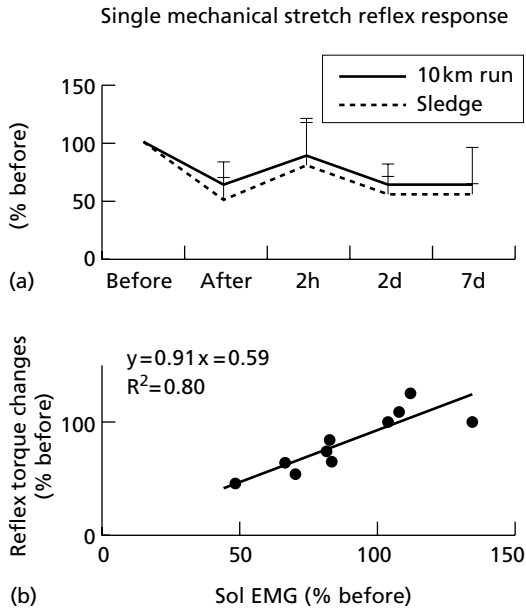 Single mechanical stretch reflex response
10 km run
Sledge
150
100
50
0
(% before)
(a)
Before After 2h 2d 7d
y=0.91x=0.59
R²=0.80
Reflex torque changes
(% before)
100
0
0 50 100 150
(b)
Sol EMG (% before)